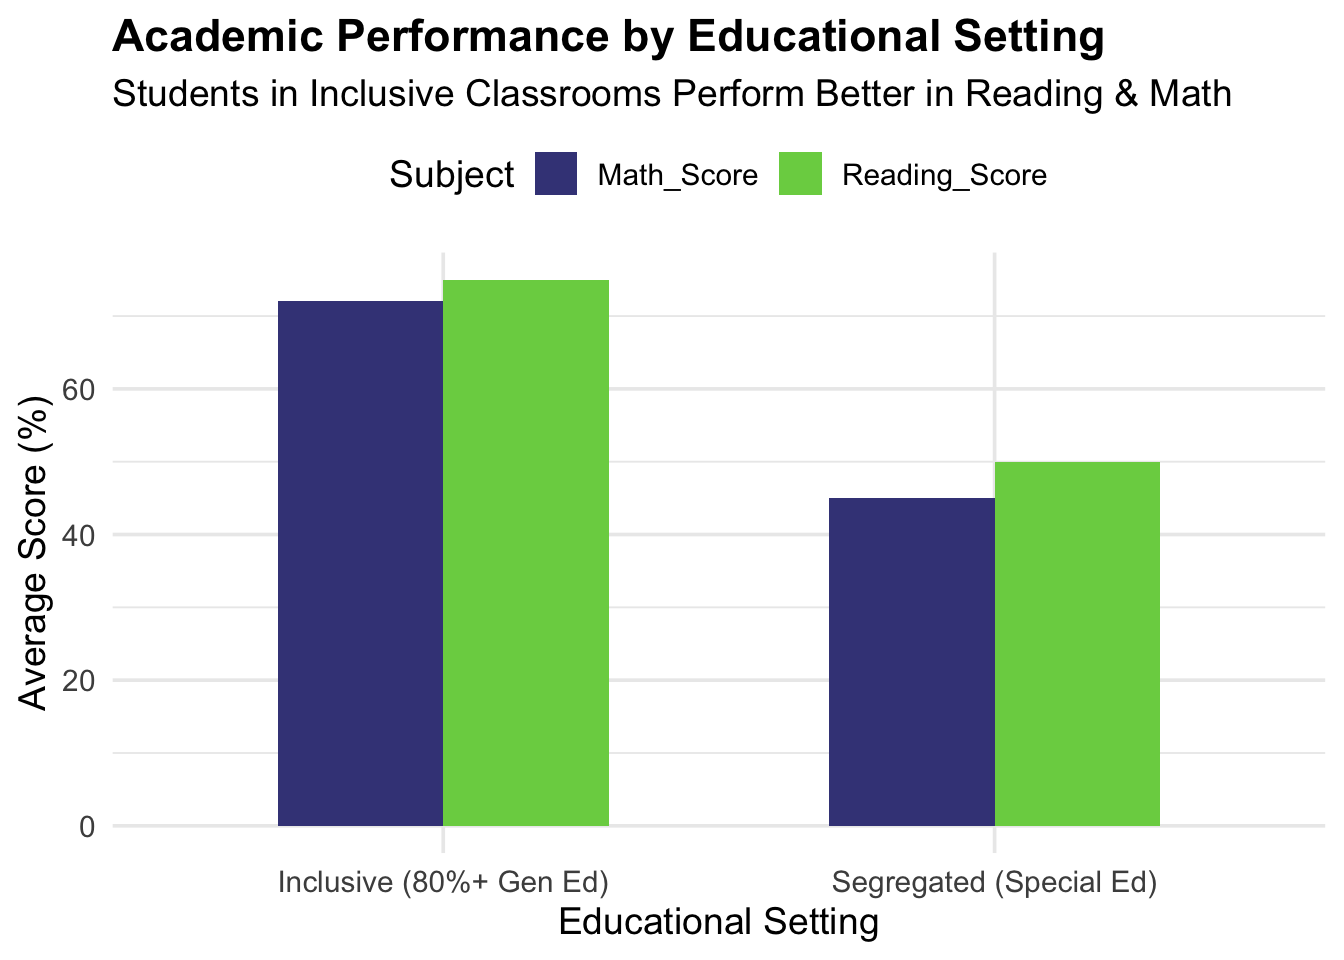 Academic Performance by Educational Setting
Students in Inclusive Classrooms Perform Better in Reading & Math
Subject Math_Score Reading_Score
Average Score (%)
60
40
20
0
Inclusive (80%+ Gen Ed) Segregated (Special Ed)
Educational Setting